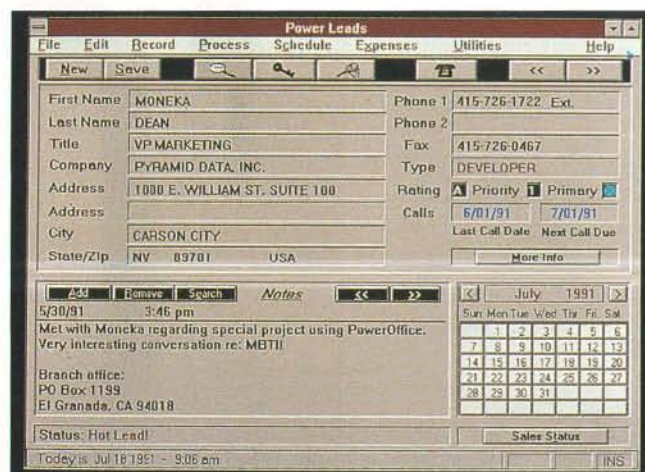 Power Leads
File Edit Record Process Schedule Expenses Utilities Help
New Save << >>
First Name MONEKA
Last Name DEAN
Title VP MARKETING
Company PYRAMID DATA, INC.
Address 1000 E. WILLIAM ST. SUITE 100
Address
City CARSON CITY
State/Zip NV 89701 USA
Phone 1 415-726-1722 Ext.
Phone 2
Fax 415-726-0467
Type DEVELOPER
Rating A Priority 1 Primary
Calls 6/01/91 7/01/91
Last Call Date Next Call Due
More Info
Add Remove Search Notes << >>
5/30/91 3:46 pm
Met with Moneka regarding special project using PowerOffice.
Very interesting conversation re: MBTI!
Branch office:
PO Box 1199
El Granada, CA 94018
< July 1991 >
Sun Mon Tue Wed Thr Fri Sat
1 2 3 4 5 6
7 8 9 10 11 12 13
14 15 16 17 18 19 20
21 22 23 24 25 26 27
28 29 30 31
Status: Hot Lead!
Sales Status
Today is Jul 18 1991 - 9:06 am
INS